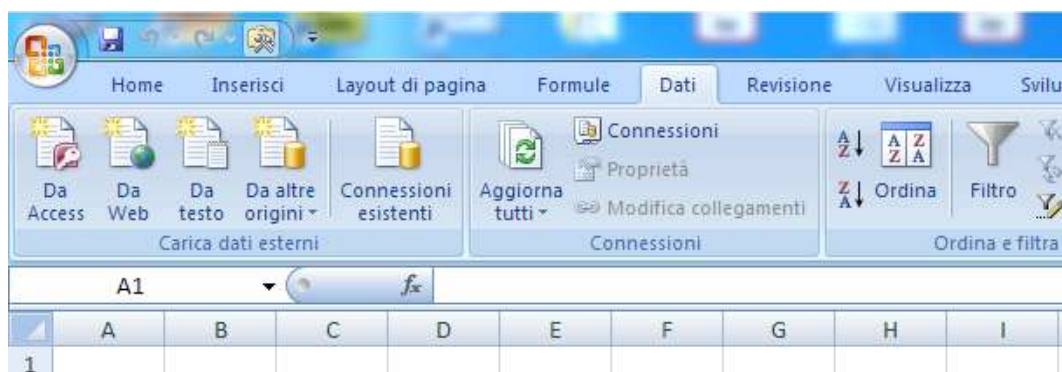 Home Inserisci Layout di pagina Formule Dati Revisione Visualizza Svilu
Da Access
Da Web
Da testo
Da altre origini
Connessioni esistenti
Carica dati esterni
Aggiorna tutti
Connessioni
Proprietà
Modifica collegamenti
Connessioni
A Z
Z A
A Z Z A
Ordina
Filtro
Ordina e filtra
A1 fx
A B C D E F G H I
1